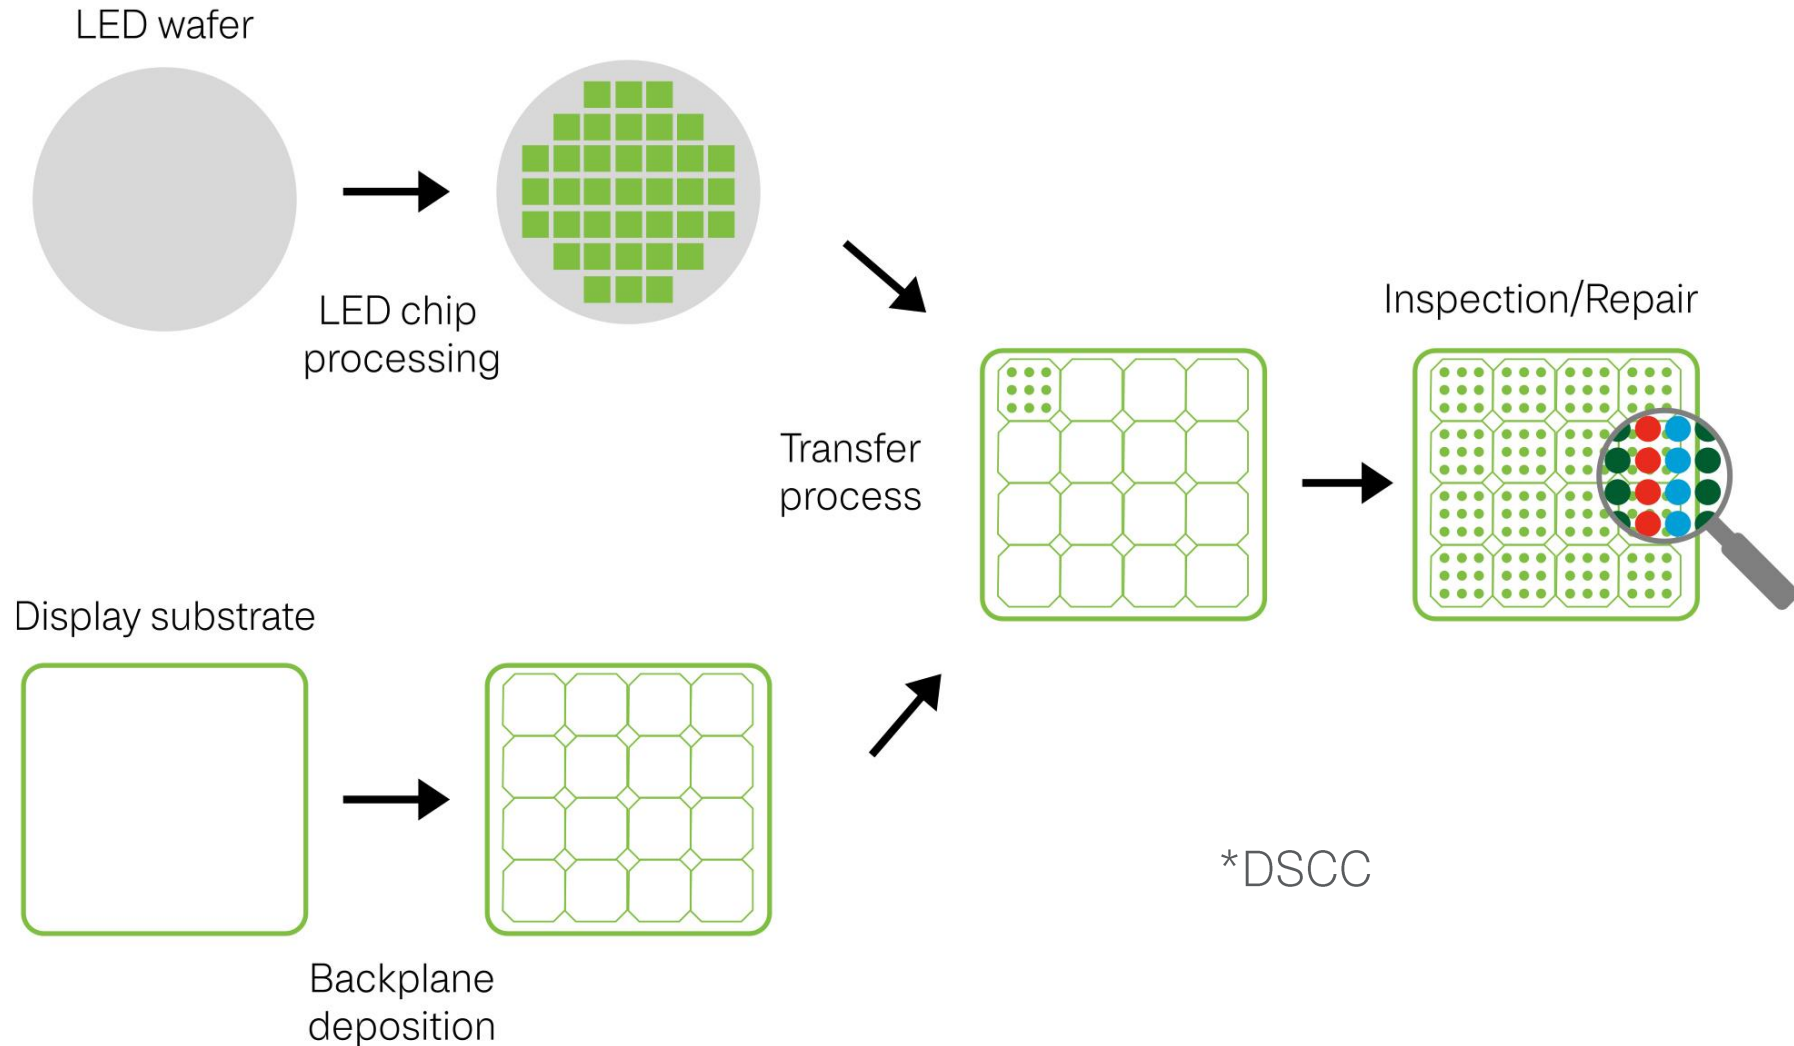 LED wafer
LED chip
processing
Inspection/Repair
Transfer
process
Display substrate
*DSCC
Backplane
deposition